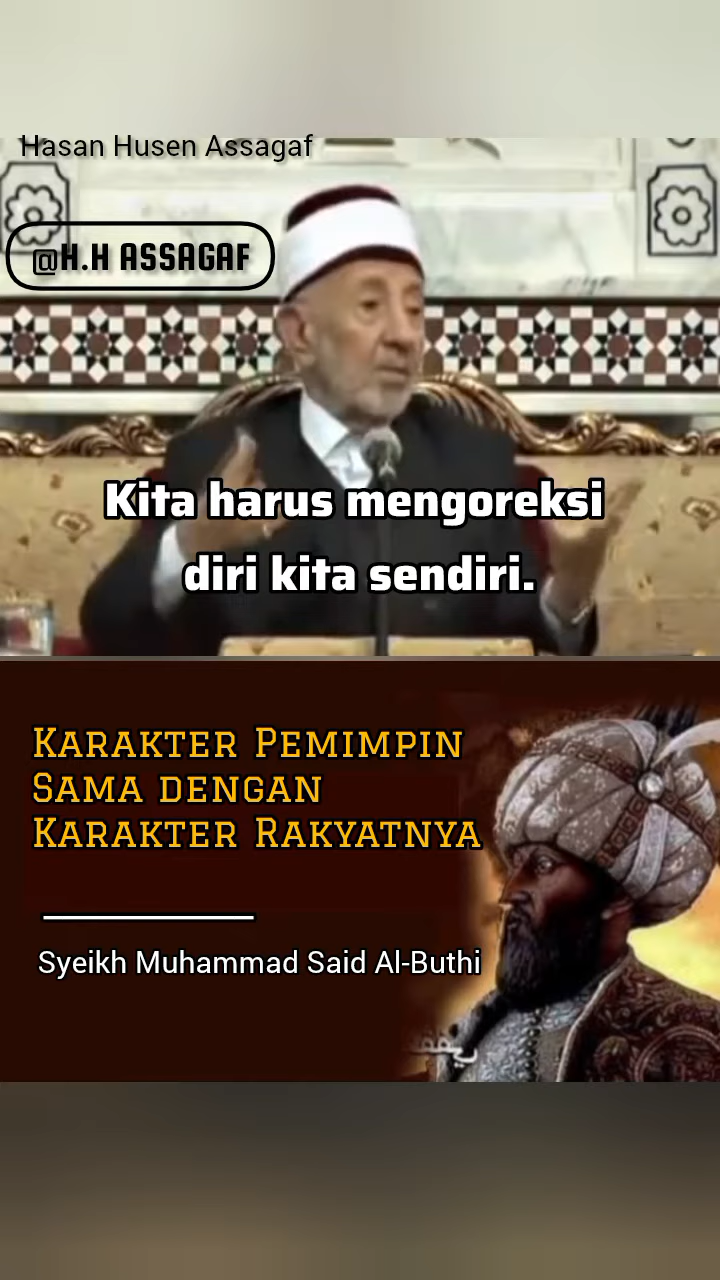 Hasan Husen Assagaf
@H.H ASSAGAF
Kita harus mengoreksi
diri kita sendiri.
KARAKTER PEMIMPIN
SAMA DENGAN
KARAKTER RAKYATNYA
Syeikh Muhammad Said Al-Buthi